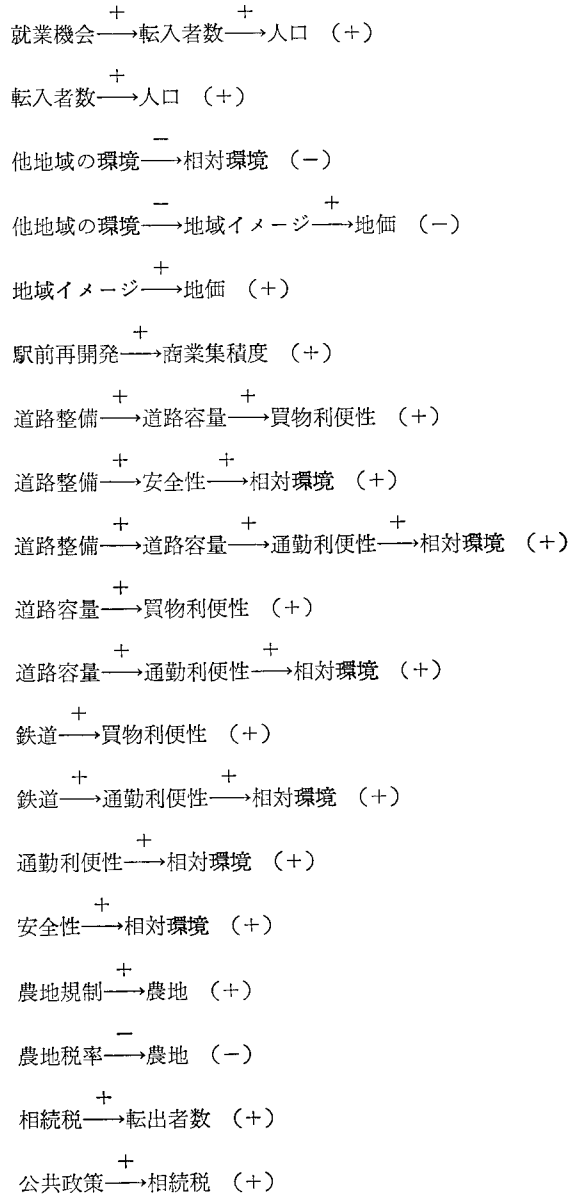 就業機会─+→転入者数─+→人口 (+)
転入者数─+→人口 (+)
他地域の環境─−→相対環境 (−)
他地域の環境─−→地域イメージ─+→地価 (−)
地域イメージ─+→地価 (+)
駅前再開発─+→商業集積度 (+)
道路整備─+→道路容量─+→買物利便性 (+)
道路整備─+→安全性─+→相対環境 (+)
道路整備─+→道路容量─+→通勤利便性─+→相対環境 (+)
道路容量─+→買物利便性 (+)
道路容量─+→通勤利便性─+→相対環境 (+)
鉄道─+→買物利便性 (+)
鉄道─+→通勤利便性─+→相対環境 (+)
通勤利便性─+→相対環境 (+)
安全性─+→相対環境 (+)
農地規制─+→農地 (+)
農地税率─−→農地 (−)
相続税─+→転出者数 (+)
公共政策─+→相続税 (+)